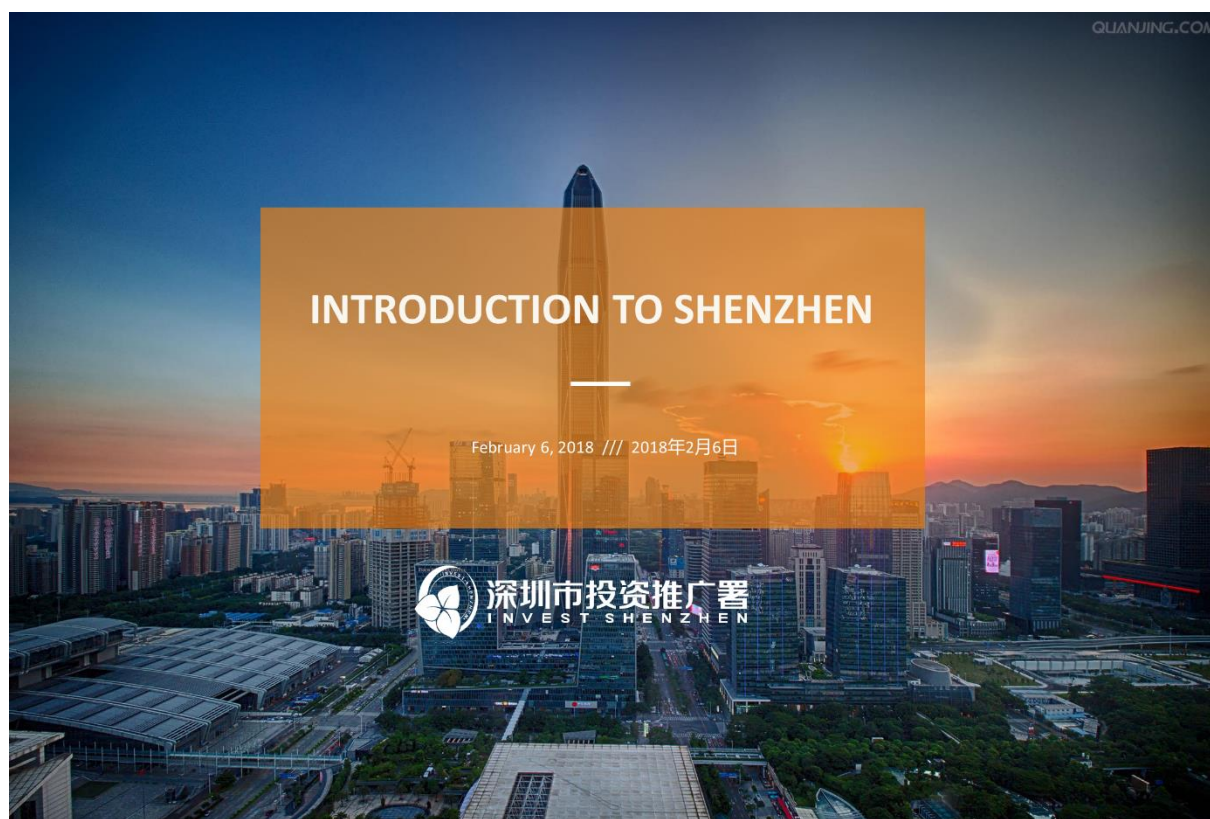 QUANJING.COM
INTRODUCTION TO SHENZHEN
February 6, 2018 /// 2018年2月6日
深圳市投资推广署
INVEST SHENZHEN